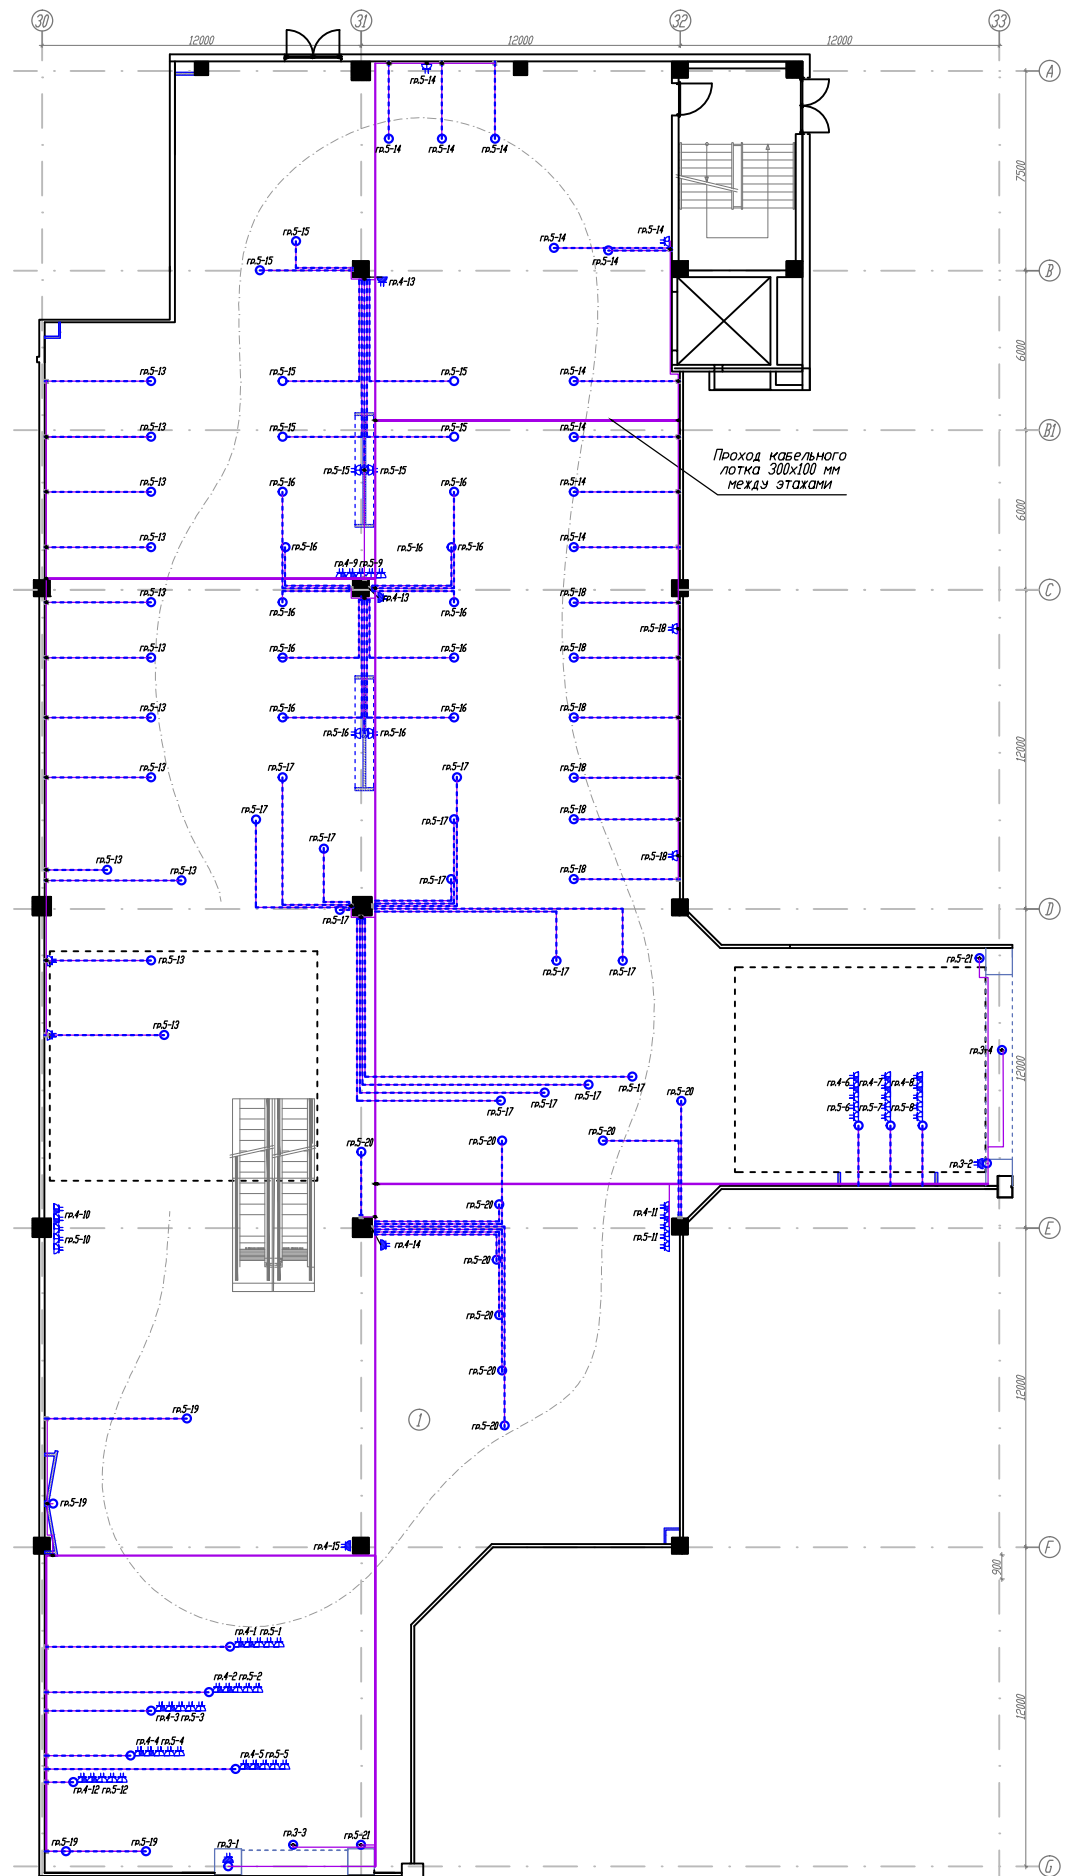 30 31 32 33
12000 12000 12000
А
гр.5-14
гр.5-14 гр.5-14 гр.5-14
7500
гр.5-15 гр.5-14 гр.5-14
гр.5-15 гр.5-14
В
гр.4-13
6000
гр.5-13 гр.5-15 гр.5-15 гр.5-14
гр.5-13 гр.5-15 гр.5-15 гр.5-14
В1
Проход кабельного
лотка 300х100 мм
между этажами
гр.5-15 гр.5-15
гр.5-13 гр.5-16 гр.5-16 гр.5-14
6000
гр.5-13 гр.5-16 гр.5-16 гр.5-16 гр.5-14
гр.4-9 гр.5-9
С
гр.5-13 гр.4-13 гр.5-18
гр.5-16 гр.5-16
гр.5-18
гр.5-13 гр.5-16 гр.5-16 гр.5-18
гр.5-13 гр.5-16 гр.5-16 гр.5-18
гр.5-16 гр.5-16
12000
гр.5-13 гр.5-17 гр.5-17 гр.5-18
гр.5-17 гр.5-17 гр.5-18
гр.5-17
гр.5-13 гр.5-18
гр.5-13 гр.5-17 гр.5-18
гр.5-17
D
гр.5-13 гр.5-17 гр.5-17 гр.5-21
гр.5-13
гр.3-4
12000
гр.5-17
гр.4-6 гр.4-7 гр.4-8
гр.5-17
гр.5-17 гр.5-20
гр.5-17 гр.5-6 гр.5-7 гр.5-8
гр.5-20 гр.5-20 гр.5-20
гр.3-2
гр.5-20
гр.4-10 гр.4-11
Е
гр.5-10 гр.4-14 гр.5-11
гр.5-20
гр.5-20
гр.5-20
12000
гр.5-19
1
гр.5-20
гр.5-19
гр.4-15
F
900
гр.4-1 гр.5-1
гр.4-2 гр.5-2
гр.4-3 гр.5-3
12000
гр.4-4 гр.5-4
гр.4-5 гр.5-5
гр.4-12 гр.5-12
гр.5-19 гр.5-19 гр.3-1 гр.3-3 гр.5-21
G